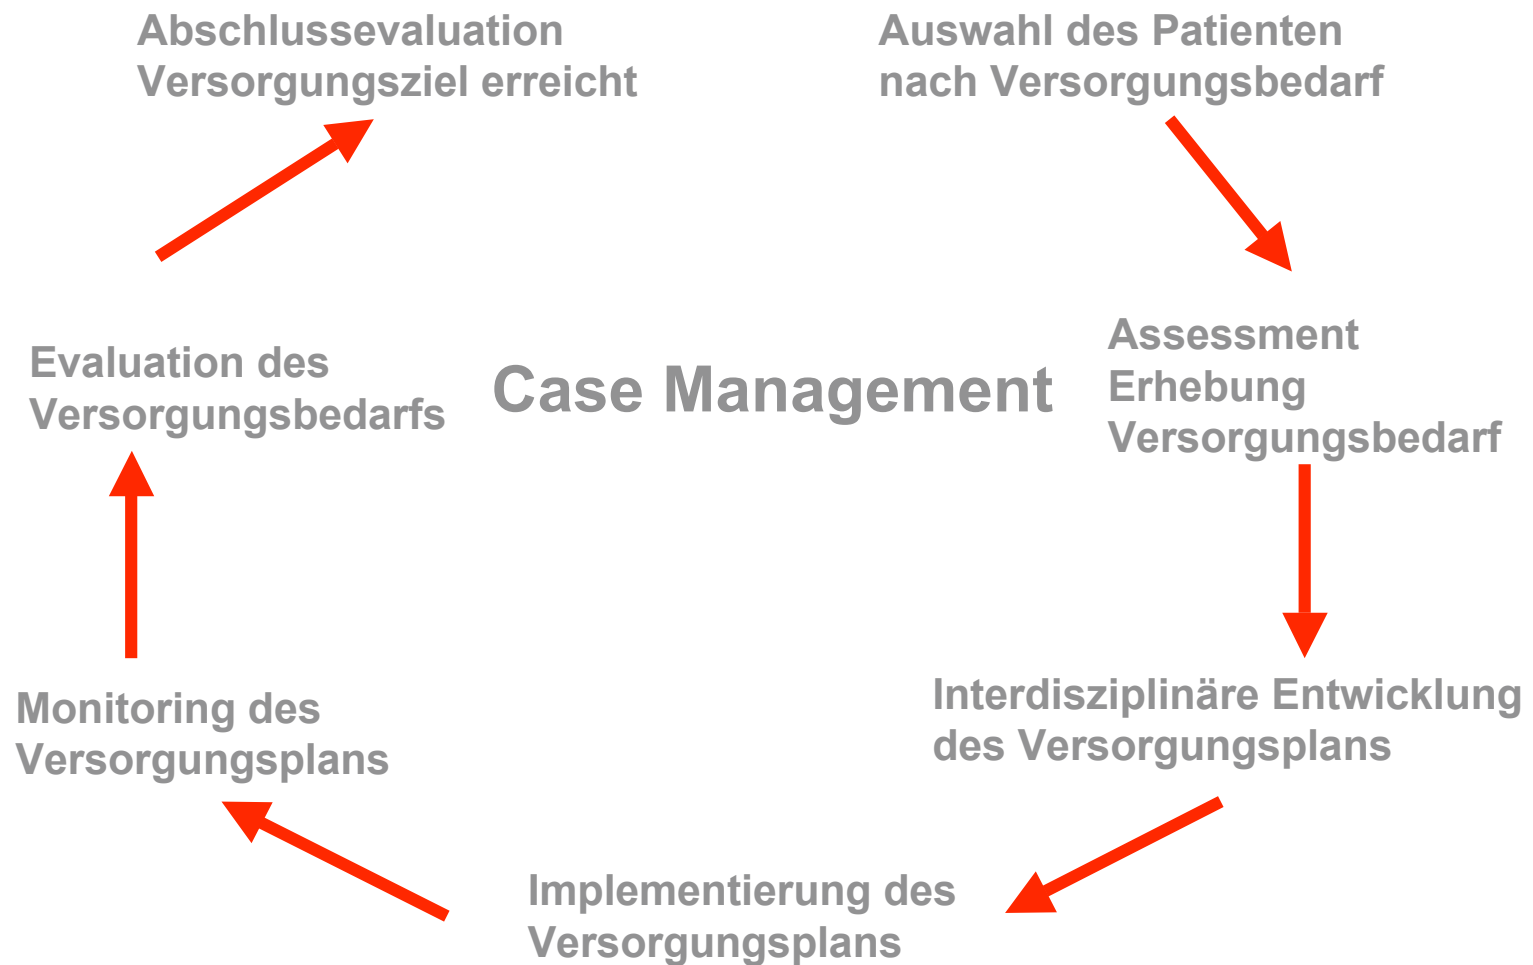 Abschlussevaluation
Versorgungsziel erreicht
Auswahl des Patienten
nach Versorgungsbedarf
Evaluation des
Versorgungsbedarfs
Case Management
Assessment
Erhebung
Versorgungsbedarf
Monitoring des
Versorgungsplans
Interdisziplinäre Entwicklung
des Versorgungsplans
Implementierung des
Versorgungsplans